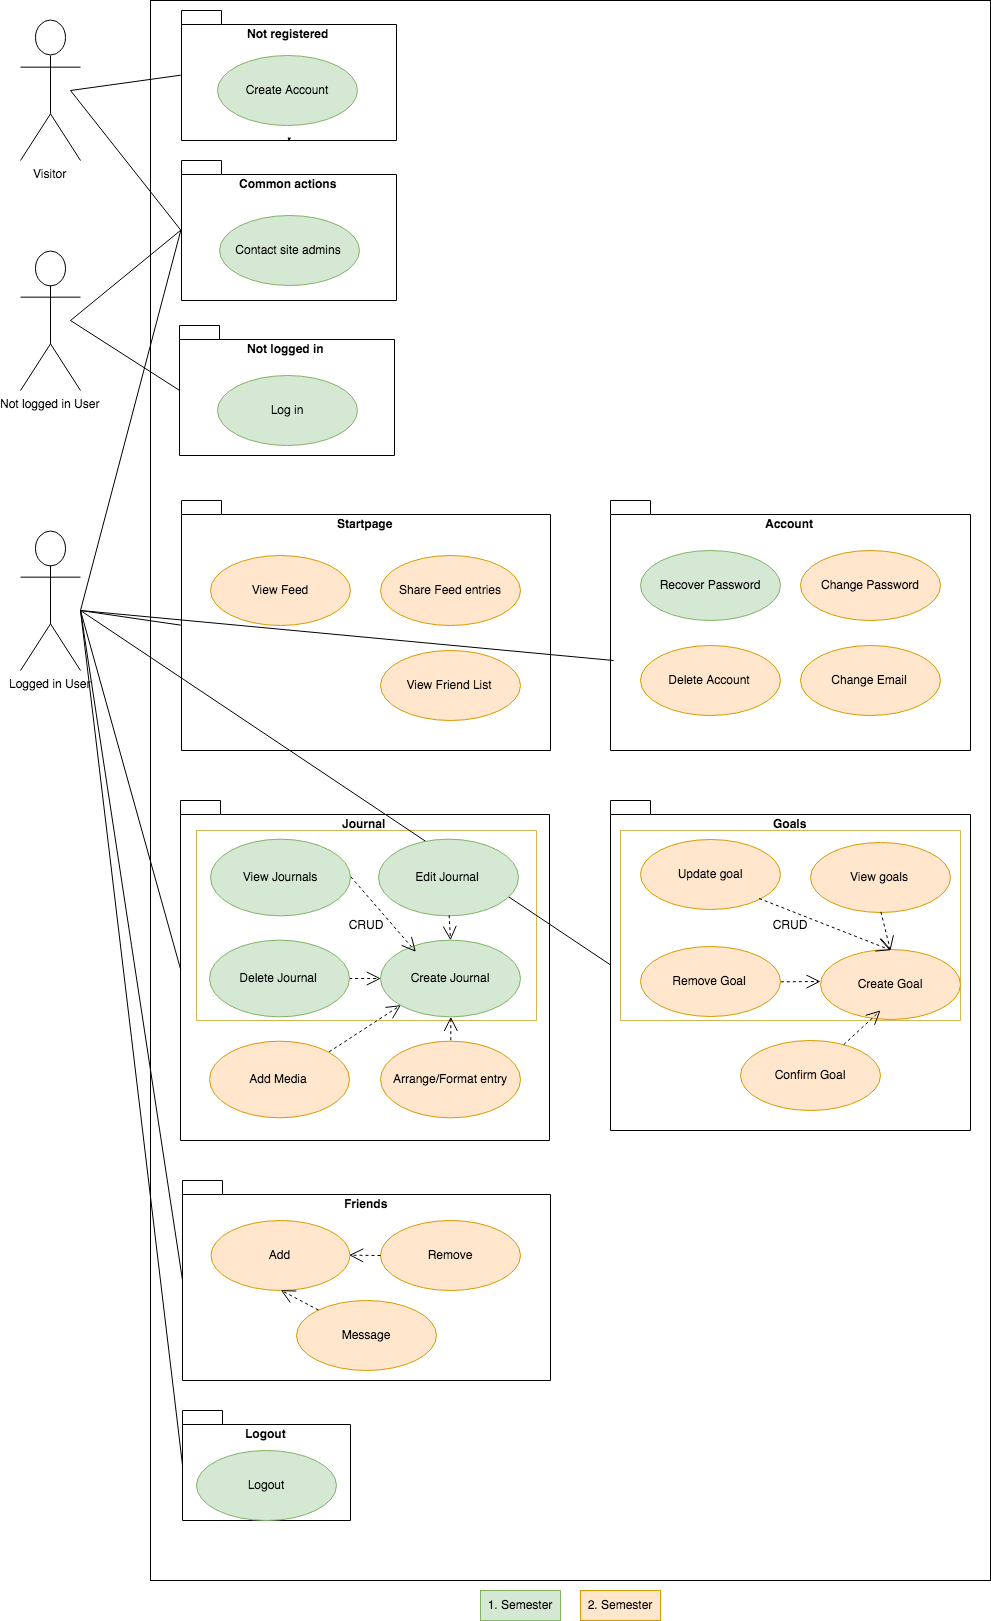 Not registered
Create Account
Visitor
Common actions
Contact site admins
Not logged in
Log in
Not logged in User
Startpage
View Feed
Share Feed entries
View Friend List
Account
Recover Password
Change Password
Delete Account
Change Email
Logged in User
Journal
View Journals
Edit Journal
CRUD
Delete Journal
Create Journal
Add Media
Arrange/Format entry
Goals
Update goal
View goals
CRUD
Remove Goal
Create Goal
Confirm Goal
Friends
Add
Remove
Message
Logout
Logout
1. Semester
2. Semester